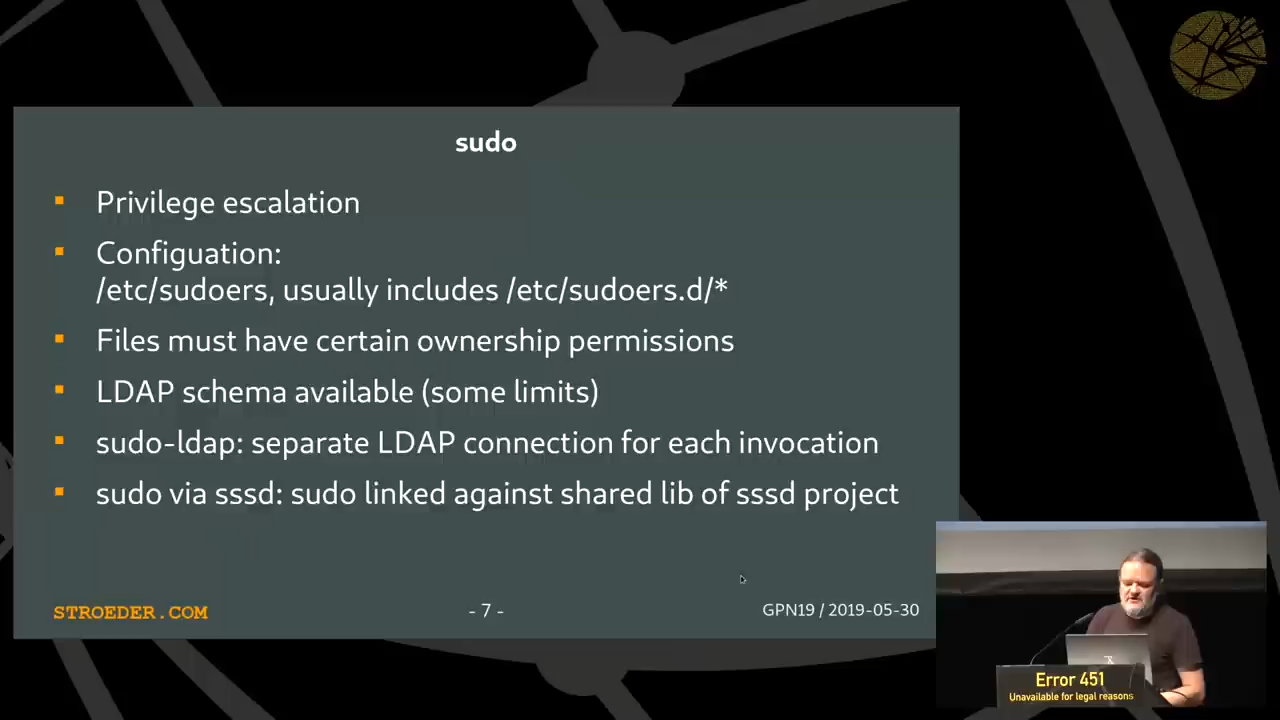 sudo
Privilege escalation
Configuation:
/etc/sudoers, usually includes /etc/sudoers.d/*
Files must have certain ownership permissions
LDAP schema available (some limits)
sudo-ldap: separate LDAP connection for each invocation
sudo via sssd: sudo linked against shared lib of sssd project
STROEDER.COM
- 7 -
GPN19 / 2019-05-30
Error 451
Unavailable for legal reasons